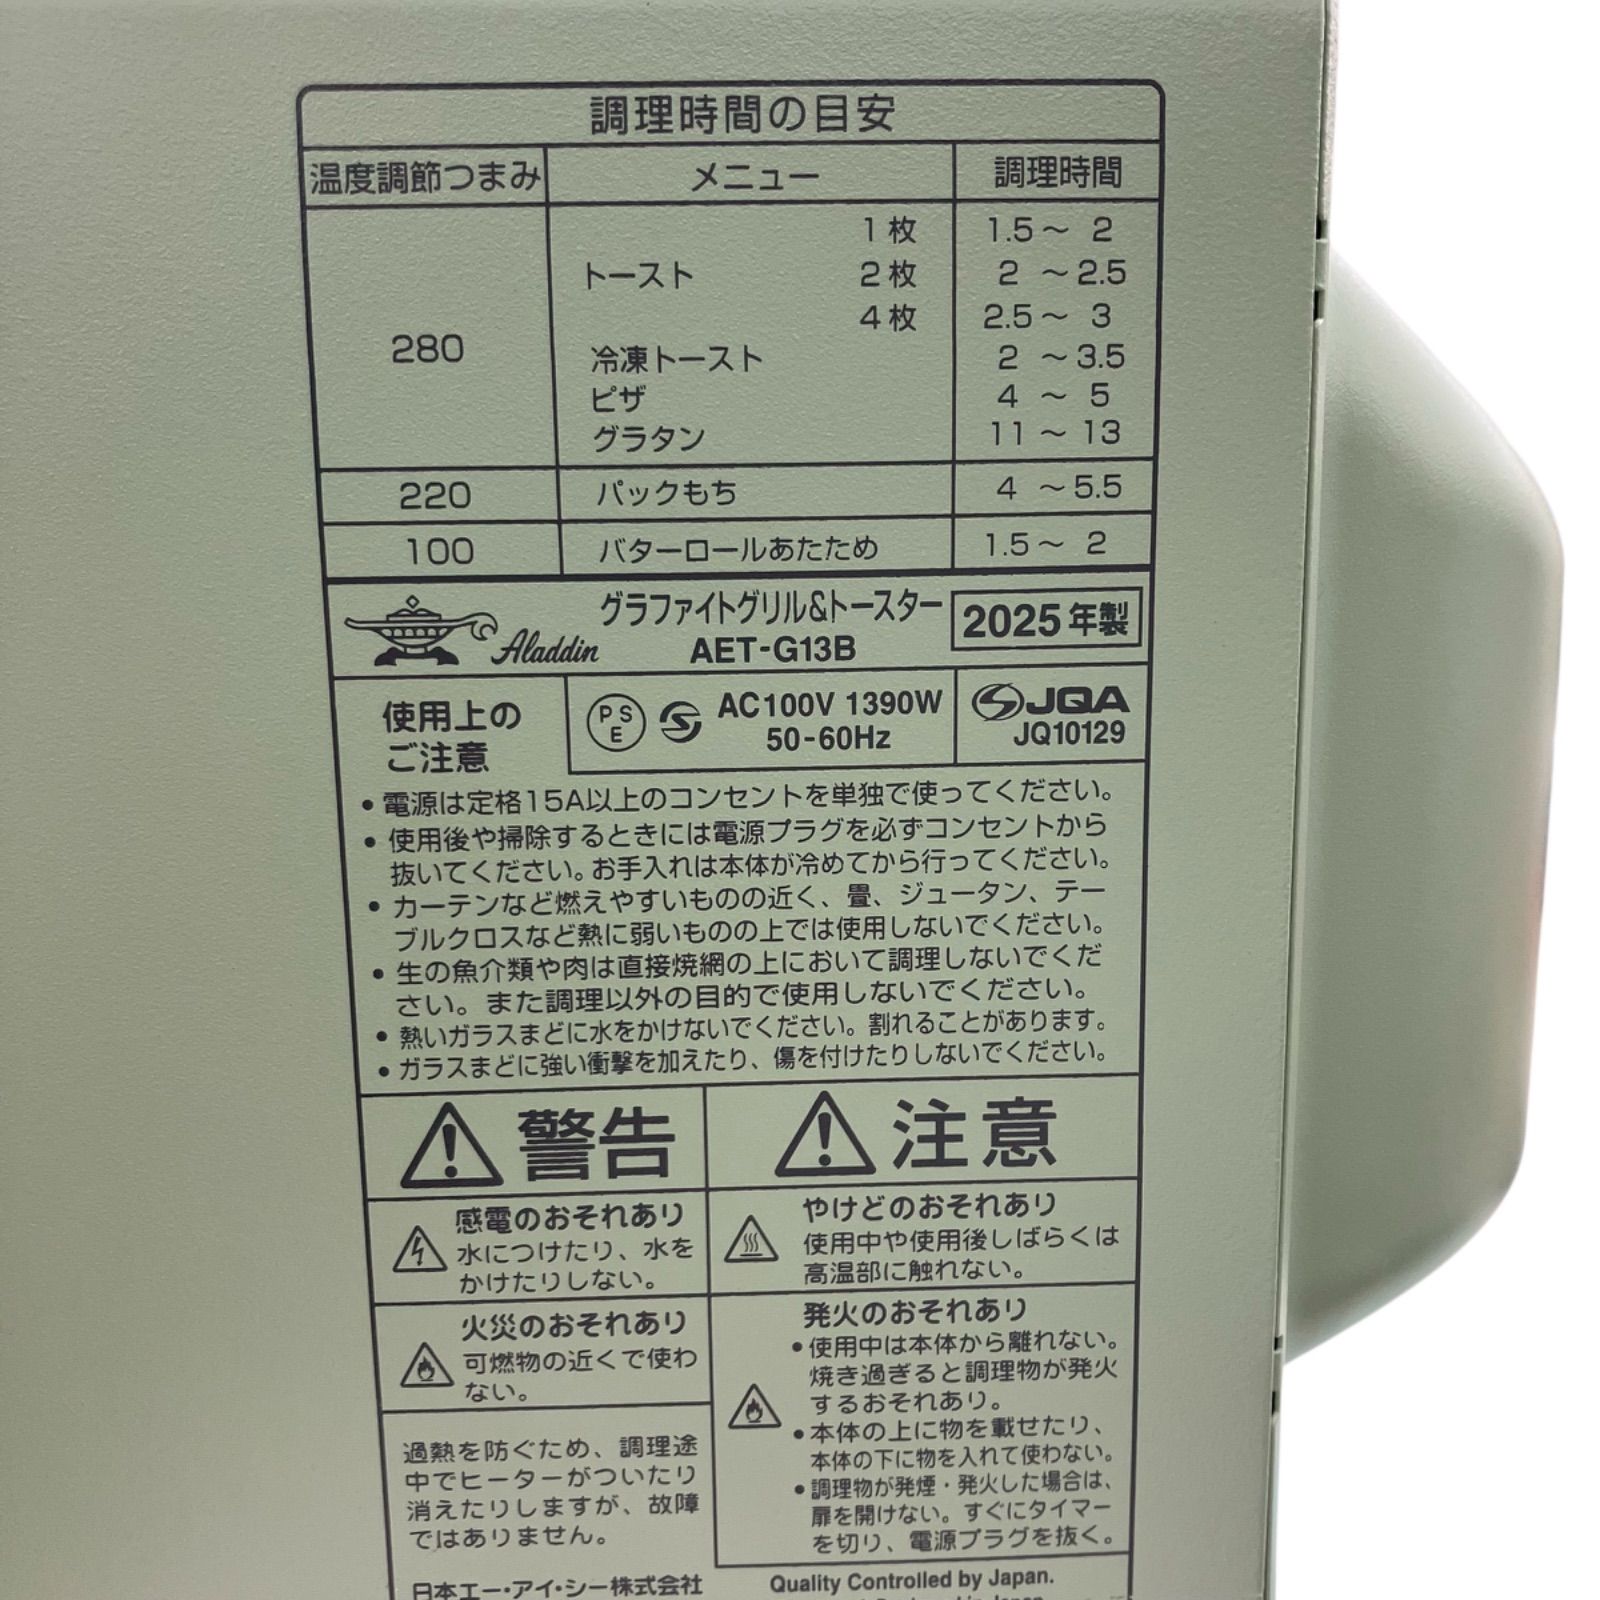 調理時間の目安
温度調節つまみ メニュー 調理時間
280 トースト 1枚 1.5～ 2
2枚 2 ～2.5
4枚 2.5～ 3
冷凍トースト 2 ～3.5
ピザ 4 ～ 5
グラタン 11～13
220 パックもち 4 ～5.5
100 バターロールあたため 1.5～ 2
Aladdin グラファイトグリル&トースター 2025年製
AET-G13B
使用上のご注意
PSE AC100V 1390W
50-60Hz
JQA
JQ10129
•電源は定格15A以上のコンセントを単独で使ってください。
•使用後や掃除するときには電源プラグを必ずコンセントから
抜いてください。お手入れは本体が冷めてから行ってください。
•カーテンなど燃えやすいものの近く、畳、ジュータン、テー
ブルクロスなど熱に弱いものの上では使用しないでください。
•生の魚介類や肉は直接焼網の上において調理しないでくだ
さい。また調理以外の目的で使用しないでください。
•熱いガラスまどに水をかけないでください。割れることがあります。
•ガラスまどに強い衝撃を加えたり、傷を付けたりしないでください。
警告
感電のおそれあり
水につけたり、水を
かけたりしない。
火災のおそれあり
可燃物の近くで使わ
ない。
過熱を防ぐため、調理途
中でヒーターがついたり
消えたりしますが、故障
ではありません。
注意
やけどのおそれあり
使用中や使用後しばらくは
高温部に触れない。
発火のおそれあり
•使用中は本体から離れない。
焼き過ぎると調理物が発火
するおそれあり。
•本体の上に物を載せたり、
本体の下に物を入れて使わない。
•調理物が発煙・発火した場合は、
扉を開けない。すぐにタイマー
を切り、電源プラグを抜く。
日本エー・アイ・シー株式会社
Quality Controlled by Japan.